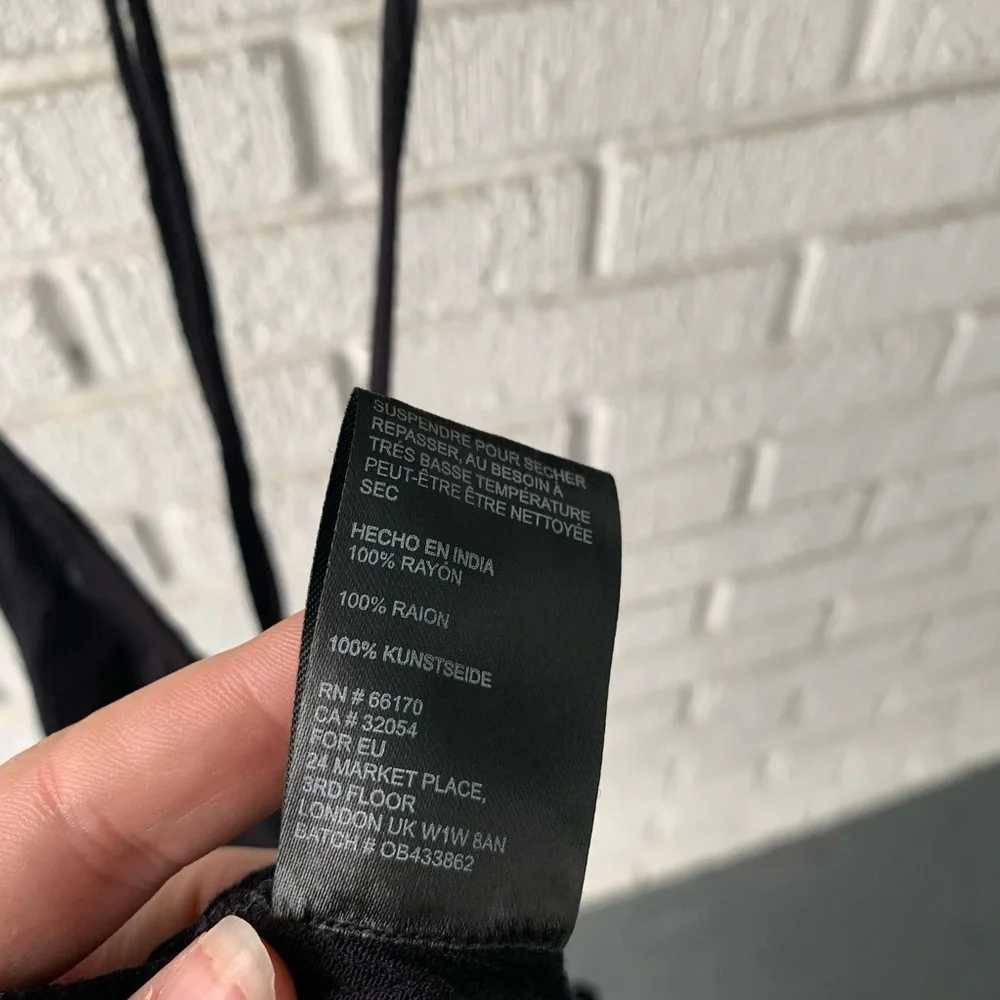 SUSPENDRE POUR SECHER
REPASSER, AU BESOIN À
TRÉS BASSE TEMPÉRATURE
PEUT-ÊTRE ÊTRE NETTOYÉE
SEC
HECHO EN INDIA
100% RAYÓN
100% RAION
100% KUNSTSEIDE
RN # 66170
CA # 32054
FOR EU
24 MARKET PLACE,
3RD FLOOR
LONDON UK W1W 8AN
BATCH # OB433862